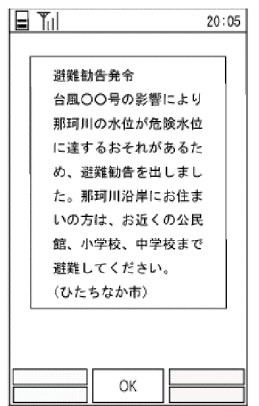 20:05
避難勧告発令
台風〇〇号の影響により
那珂川の水位が危険水位
に達するおそれがあるた
め、避難勧告を出しまし
た。那珂川沿岸にお住ま
いの方は、お近くの公民
館、小学校、中学校まで
避難してください。
(ひたちなか市)
OK